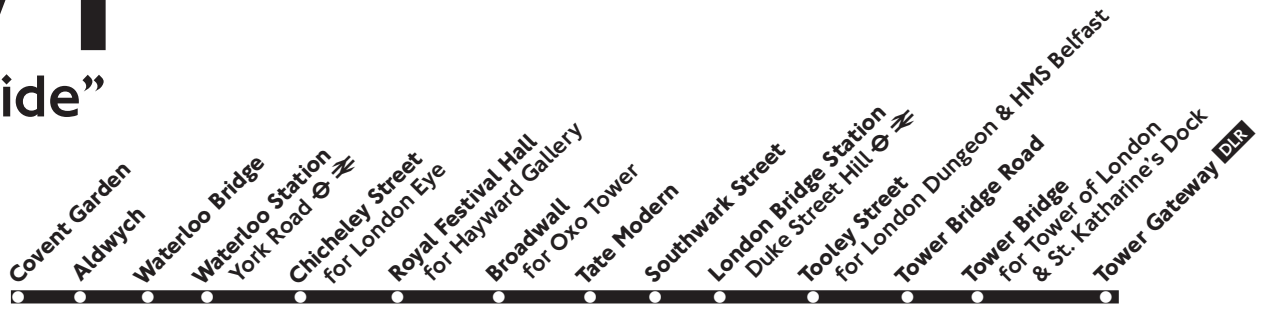 ide”
Covent Garden
Aldwych
Waterloo Bridge
Waterloo Station
York Road
Chicheley Street
for London Eye
Royal Festival Hall
for Hayward Gallery
Broadwall
for Oxo Tower
Tate Modern
Southwark Street
London Bridge Station
Duke Street Hill
Tooley Street
for London Dungeon & HMS Belfast
Tower Bridge Road
Tower Bridge
for Tower of London
& St. Katharine's Dock
Tower Gateway DLR